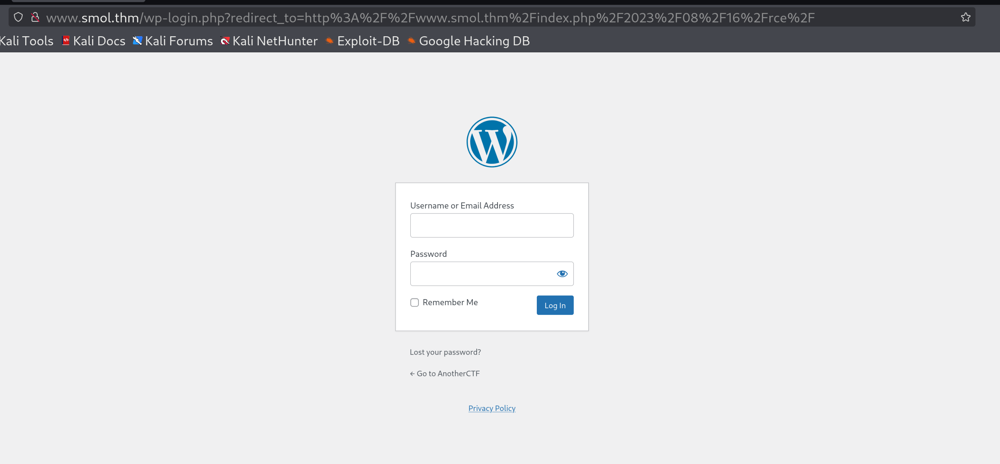 www.smol.thm/wp-login.php?redirect_to=http%3A%2F%2Fwww.smol.thm%2Findex.php%2F2023%2F08%2F16%2Frce%2F
Kali Tools Kali Docs Kali Forums Kali NetHunter Exploit-DB Google Hacking DB
Username or Email Address
Password
Remember Me Log In
Lost your password?
← Go to AnotherCTF
Privacy Policy